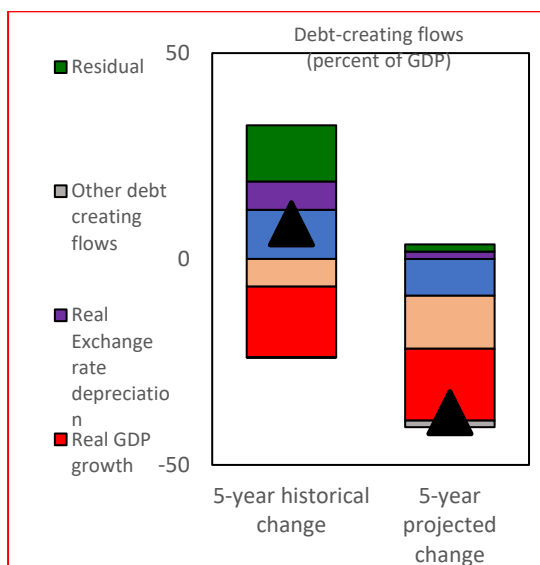 Debt-creating flows
(percent of GDP)
50
0
-50
Residual
Other debt
creating
flows
Real
Exchange
rate
depreciatio
n
Real GDP
growth
5-year historical
change
5-year
projected
change